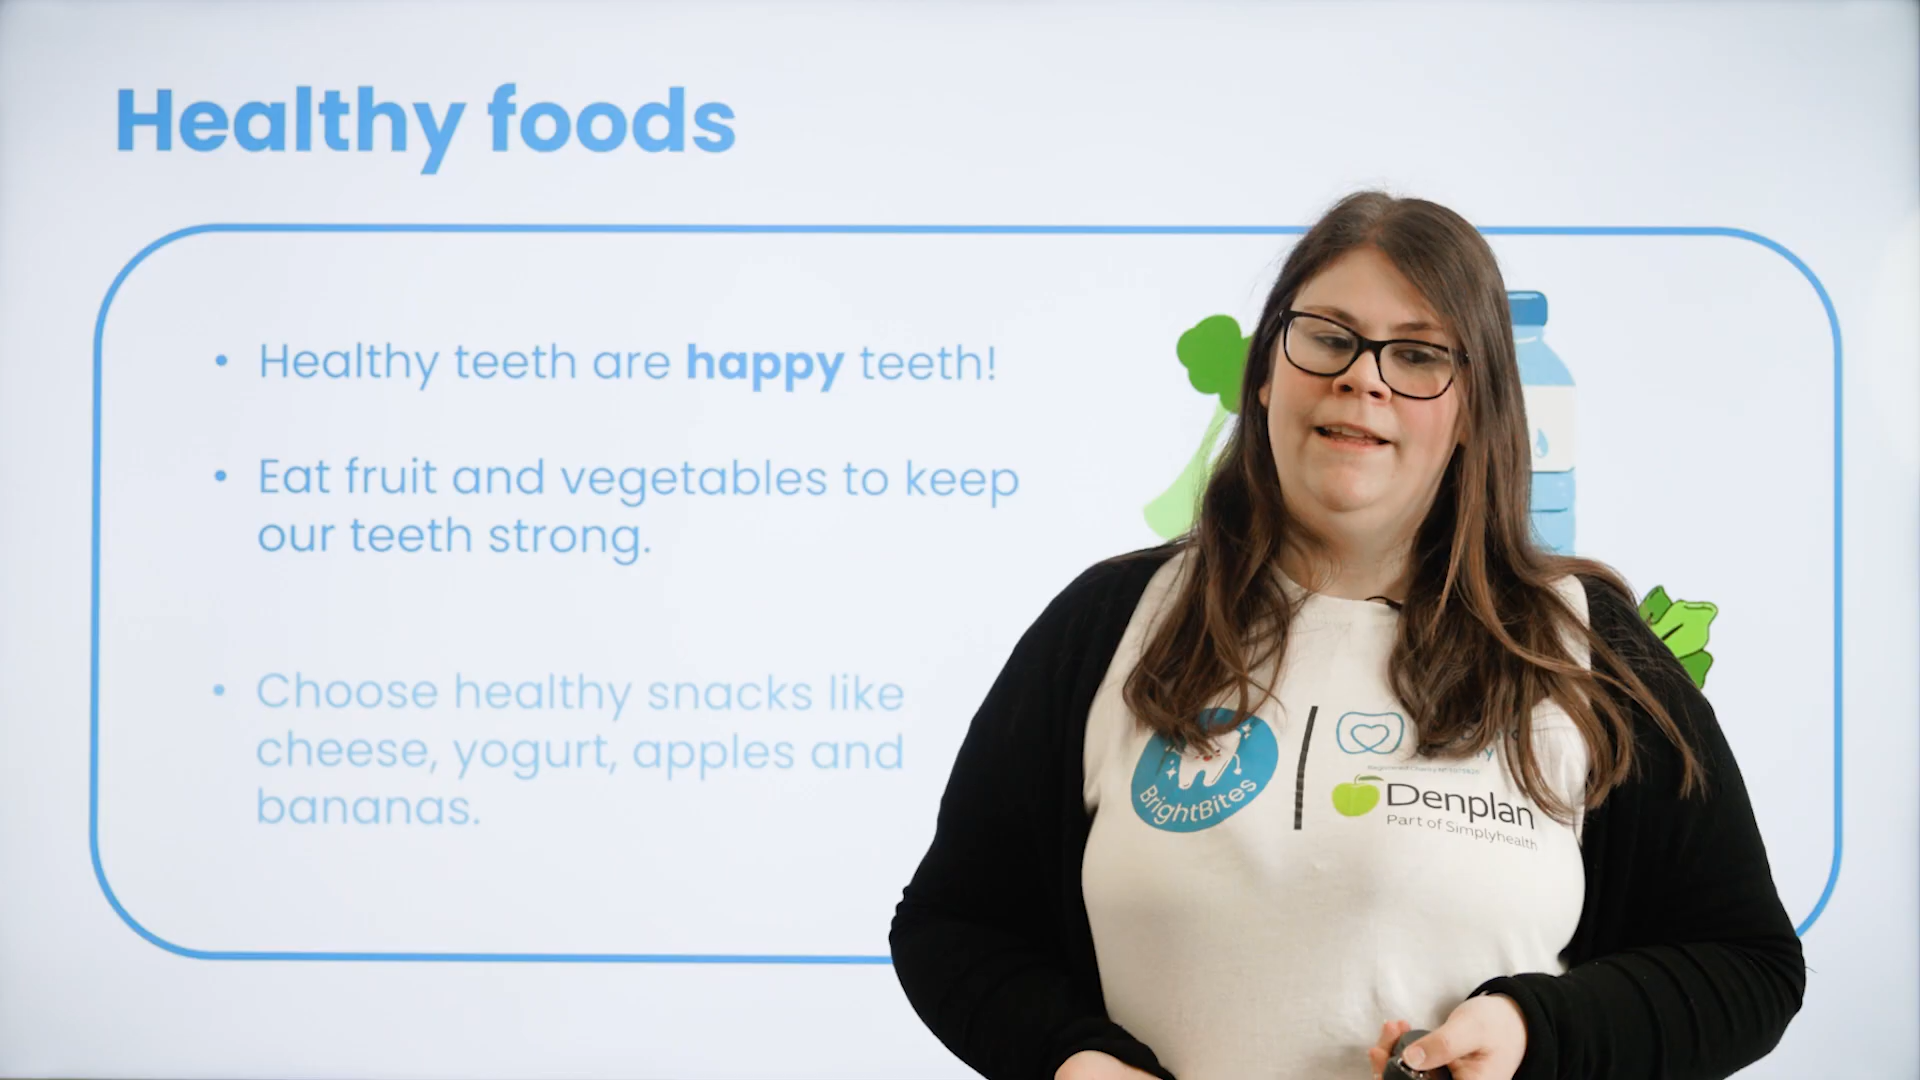 Healthy foods
• Healthy teeth are happy teeth!
• Eat fruit and vegetables to keep
our teeth strong.
• Choose healthy snacks like
cheese, yogurt, apples and
bananas.
BrightBites
Denplan
Part of Simplyhealth